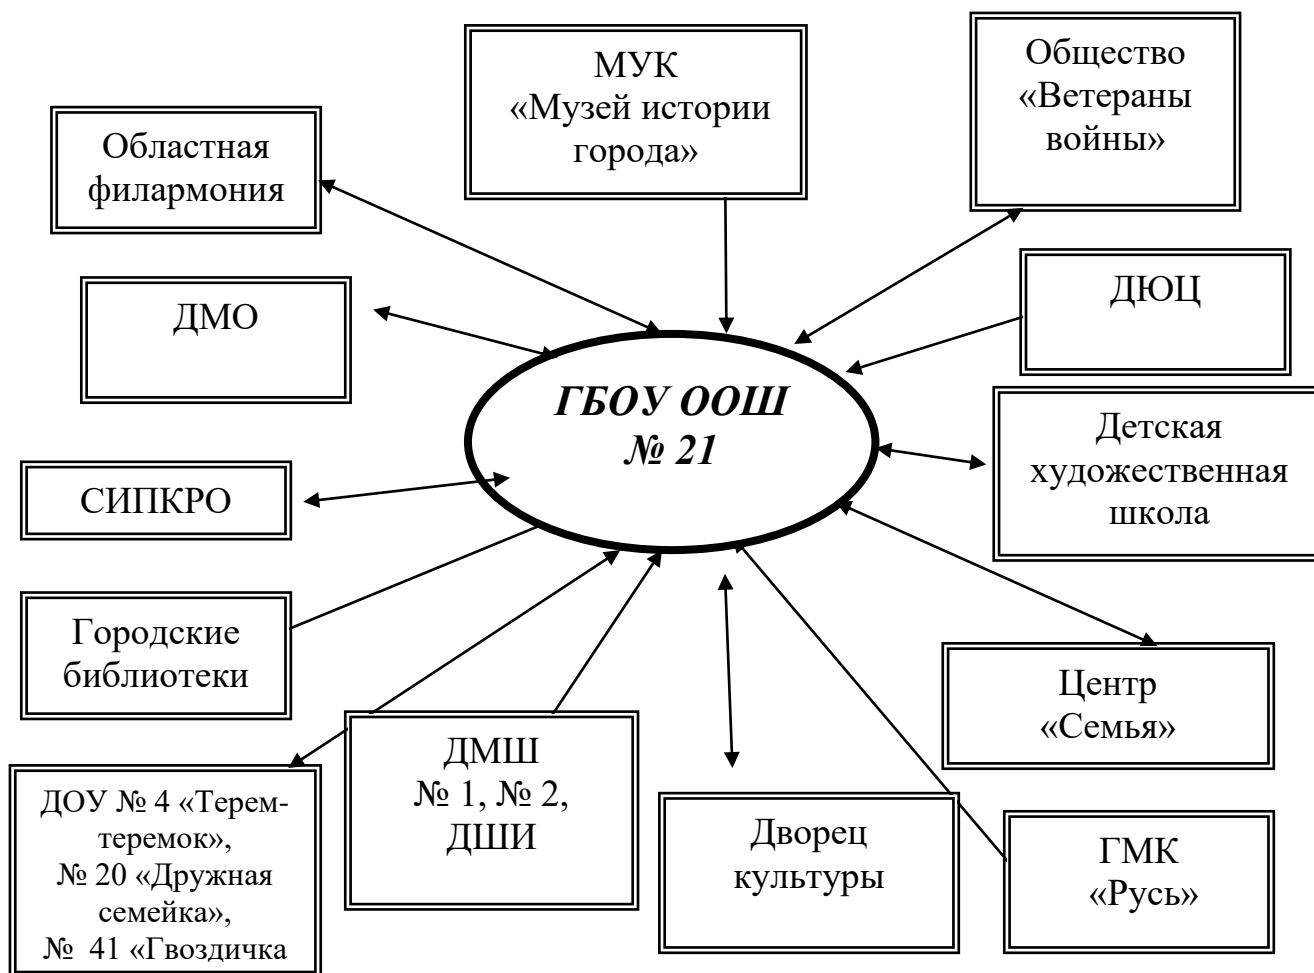 МУК
«Музей истории
города»
Общество
«Ветераны
войны»
Областная
филармония
ДМО
ДЮЦ
ГБОУ ООШ
№ 21
Детская
художественная
школа
СИПКРО
Городские
библиотеки
Центр
«Семья»
ДОУ № 4 «Терем-
теремок»,
№ 20 «Дружная
семейка»,
№ 41 «Гвоздичка
ДМШ
№ 1, № 2,
ДШИ
Дворец
культуры
ГМК
«Русь»